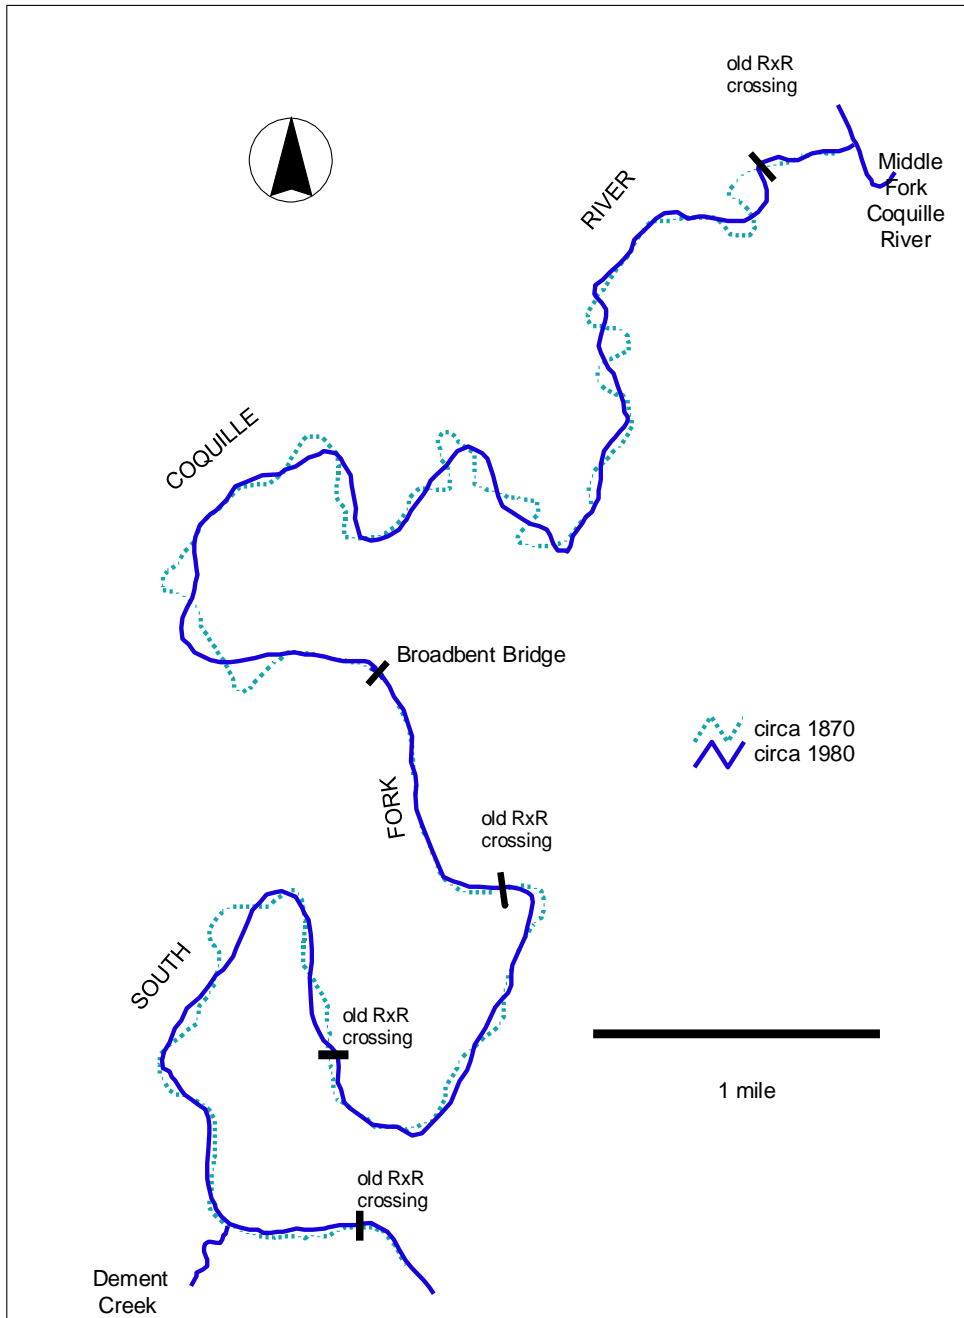 old RxR
crossing
Middle
Fork
Coquille
River
RIVER
COQUILLE
Broadbent Bridge
circa 1870
circa 1980
FORK
old RxR
crossing
SOUTH
old RxR
crossing
1 mile
old RxR
crossing
Dement
Creek